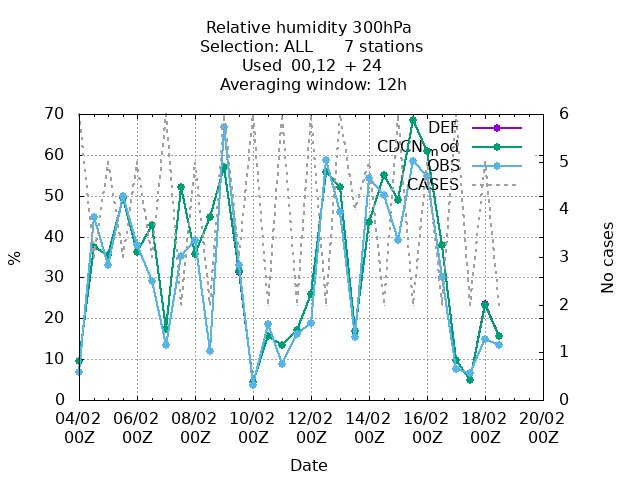 Relative humidity 300hPa
Selection: ALL 7 stations
Used 00,12 + 24
Averaging window: 12h
DEF
CDCN_mod
OBS
CASES
%
No cases
70
60
50
40
30
20
10
0
6
5
4
3
2
1
0
04/02 06/02 08/02 10/02 12/02 14/02 16/02 18/02 20/02
00Z 00Z 00Z 00Z 00Z 00Z 00Z 00Z 00Z
Date